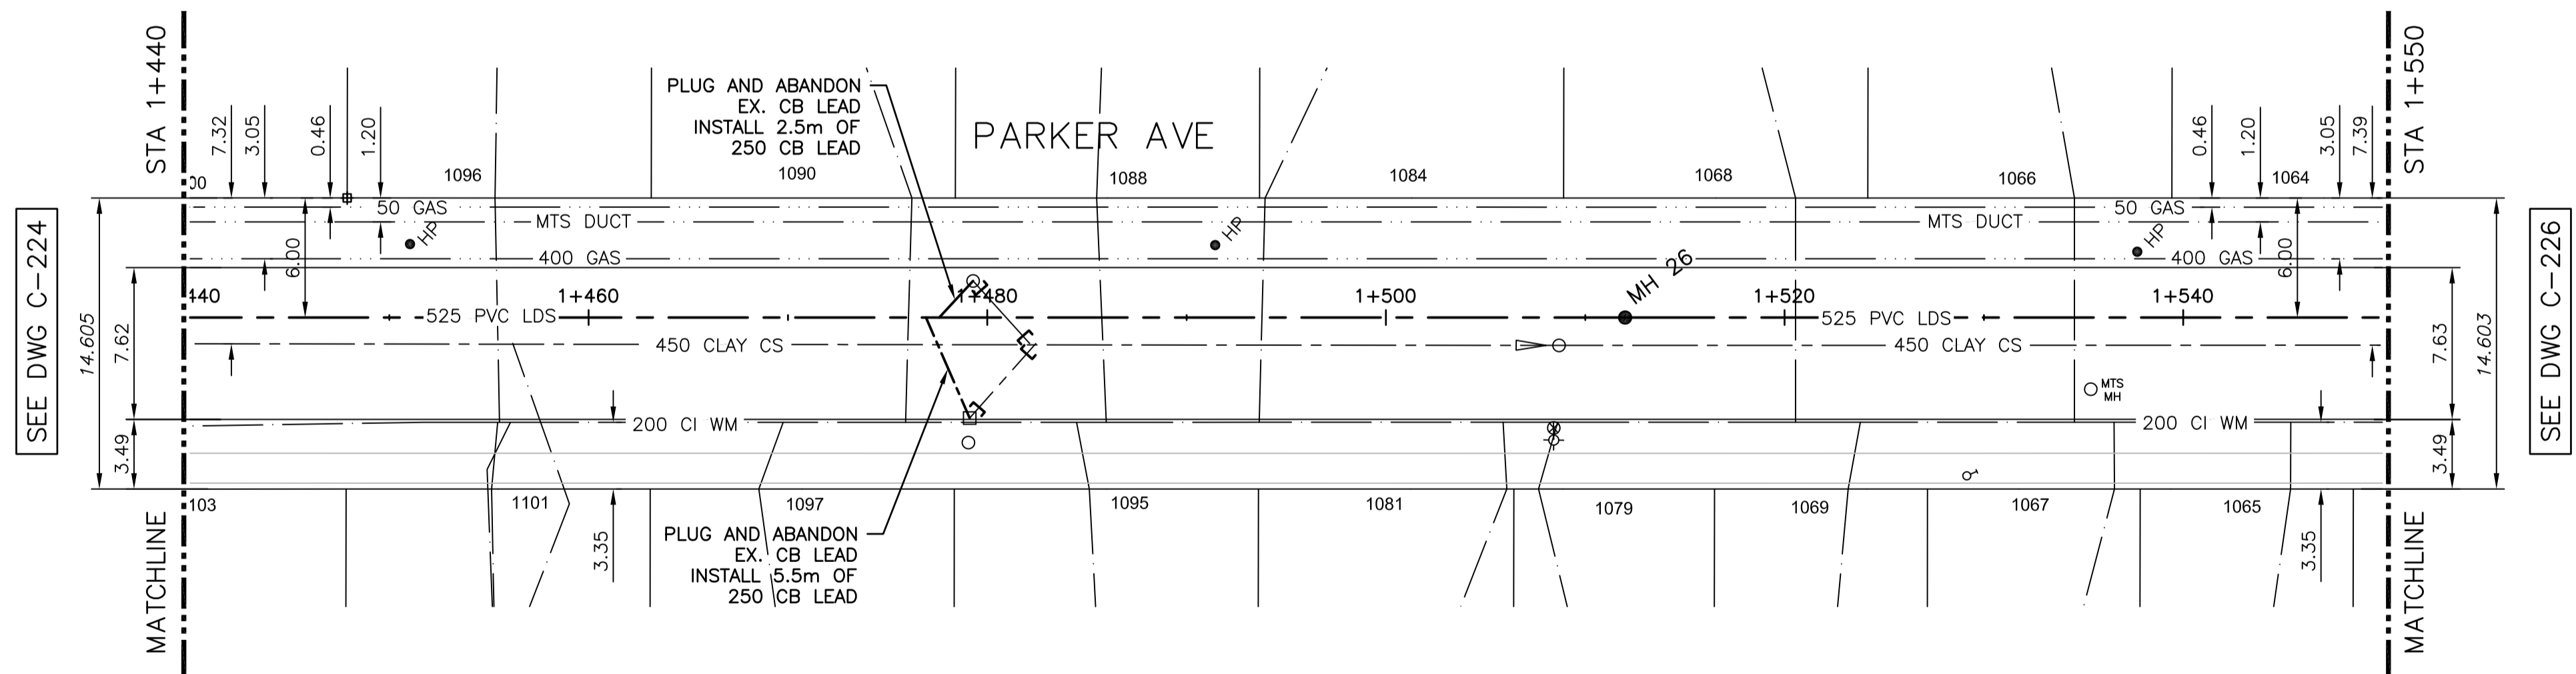 STA 1+440
STA 1+550
SEE DWG C-224
SEE DWG C-226
MATCHLINE
MATCHLINE
PARKER AVE
PLUG AND ABANDON
EX. CB LEAD
INSTALL 2.5m OF
250 CB LEAD
7.32
3.05
0.46
1.20
0.46
1.20
3.05
7.39
00
1096
1090
1088
1084
1068
1066
1064
50 GAS
MTS DUCT
MTS DUCT
50 GAS
HP
HP
HP
400 GAS
400 GAS
6.00
6.00
MH 26
440
1+460
1+480
1+500
1+520
1+540
525 PVC LDS
525 PVC LDS
450 CLAY CS
450 CLAY CS
14.605
7.62
3.49
7.63
3.49
14.603
MTS
MH
200 CI WM
200 CI WM
103
1101
1097
1095
1081
1079
1069
1067
1065
3.35
3.35
PLUG AND ABANDON
EX. CB LEAD
INSTALL 5.5m OF
250 CB LEAD